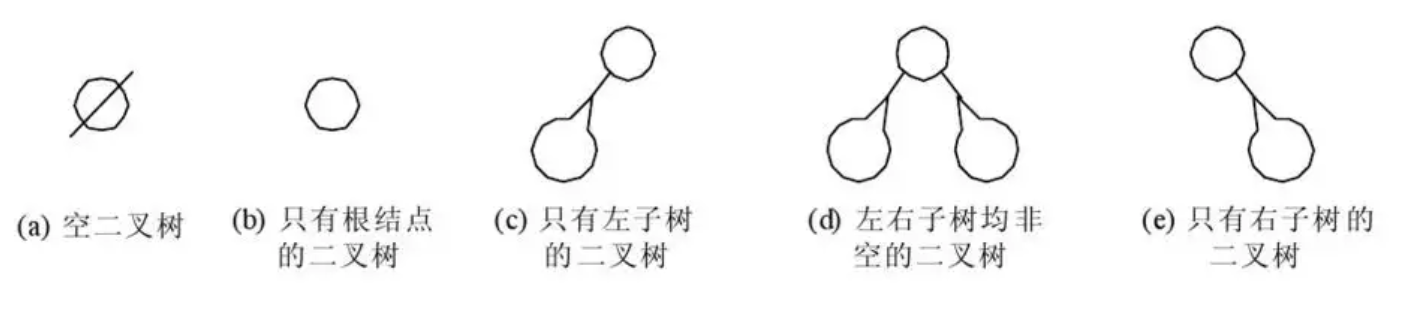 (a) 空二叉树
(b) 只有根结点
的二叉树
(c) 只有左子树
的二叉树
(d) 左右子树均非
空的二叉树
(e) 只有右子树的
二叉树